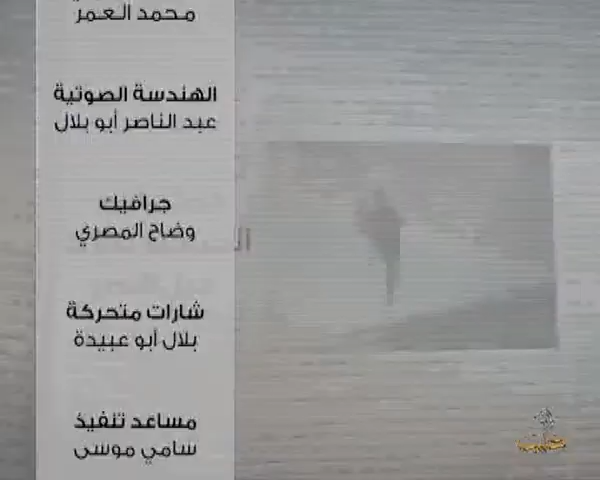 محمد العمر
الهندسة الصوتية
عبد الناصر أبو بلال
جرافيك
وضاح المصري
شارات متحركة
بلال أبو عبيدة
مساعد تنفيذ
سامي موسى